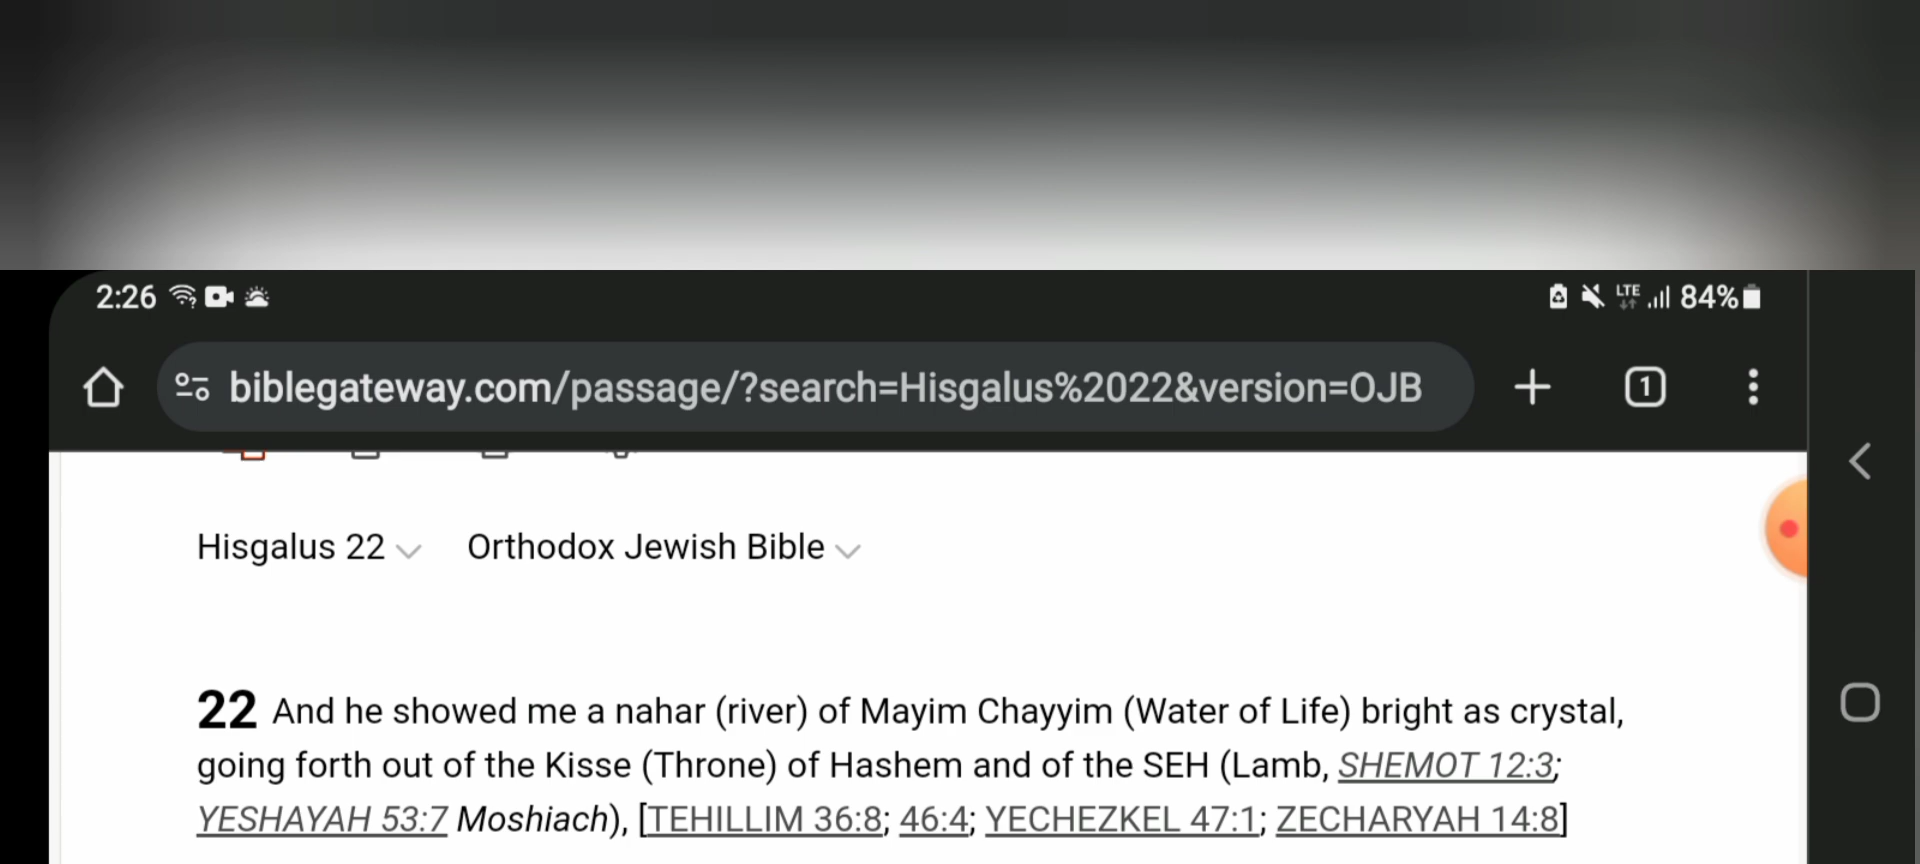 2:26
LTE 84%
biblegateway.com/passage/?search=Hisgalus%2022&version=OJB
1
Hisgalus 22 Orthodox Jewish Bible
22 And he showed me a nahar (river) of Mayim Chayyim (Water of Life) bright as crystal,
going forth out of the Kisse (Throne) of Hashem and of the SEH (Lamb, SHEMOT 12:3;
YESHAYAH 53:7 Moshiach), [TEHILLIM 36:8; 46:4; YECHEZKEL 47:1; ZECHARYAH 14:8]